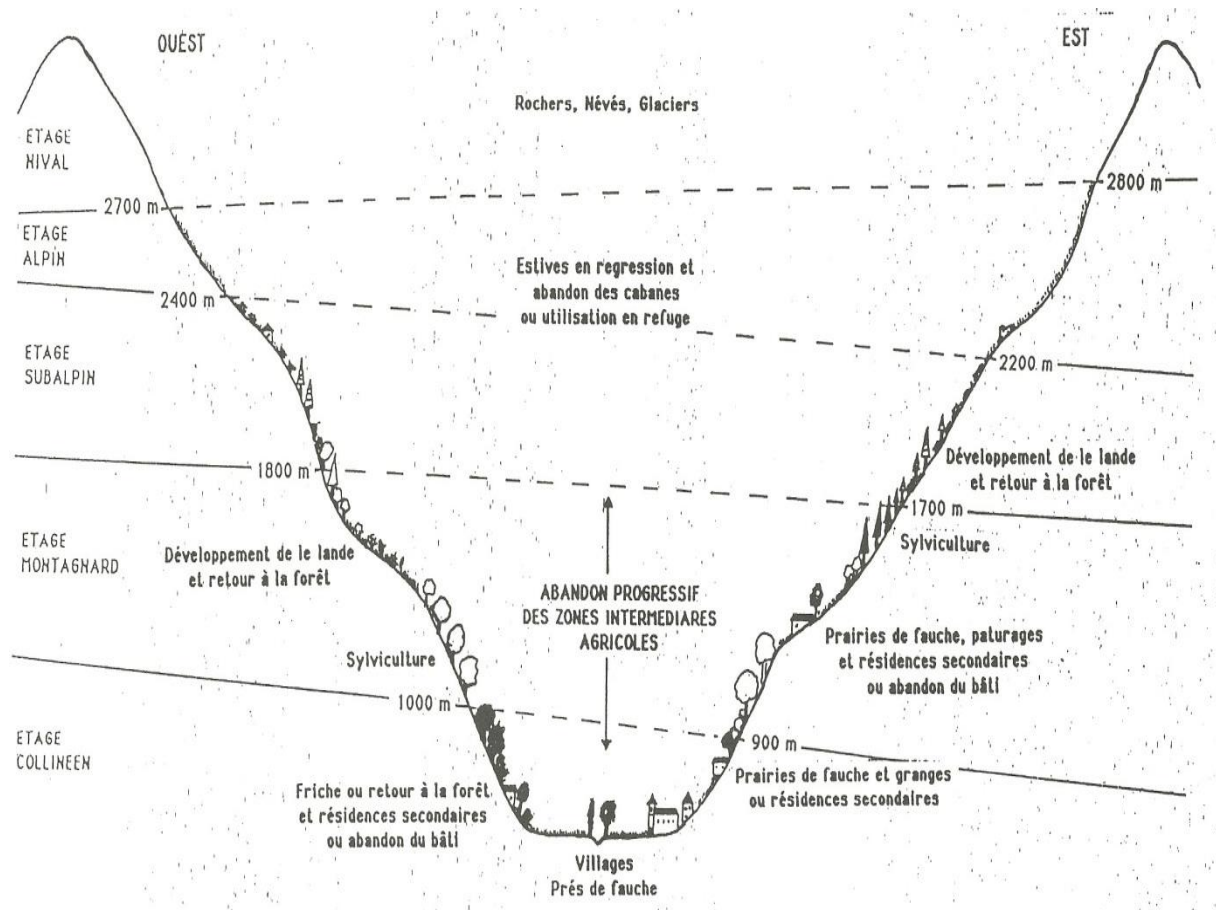 OUEST
EST
Rochers, Névés, Glaciers
ETAGE
NIVAL
2700 m
2800 m
ETAGE
ALPIN
Estives en regression et
abandon des cabanes
ou utilisation en refuge
2400 m
2200 m
ETAGE
SUBALPIN
1800 m
Développement de le lande
et retour à la forêt
1700 m
Sylviculture
ETAGE
MONTAGNARD
Développement de le lande
et retour à la forêt
ABANDON PROGRESSIF
DES ZONES INTERMEDIARES
AGRICOLES
Prairies de fauche, paturages
et résidences secondaires
ou abandon du bâti
Sylviculture
1000 m
900 m
ETAGE
COLLINEEN
Friche ou retour à la forêt
et résidences secondaires
ou abandon du bâti
Prairies de fauche et granges
ou résidences secondaires
Villages
Prés de fauche